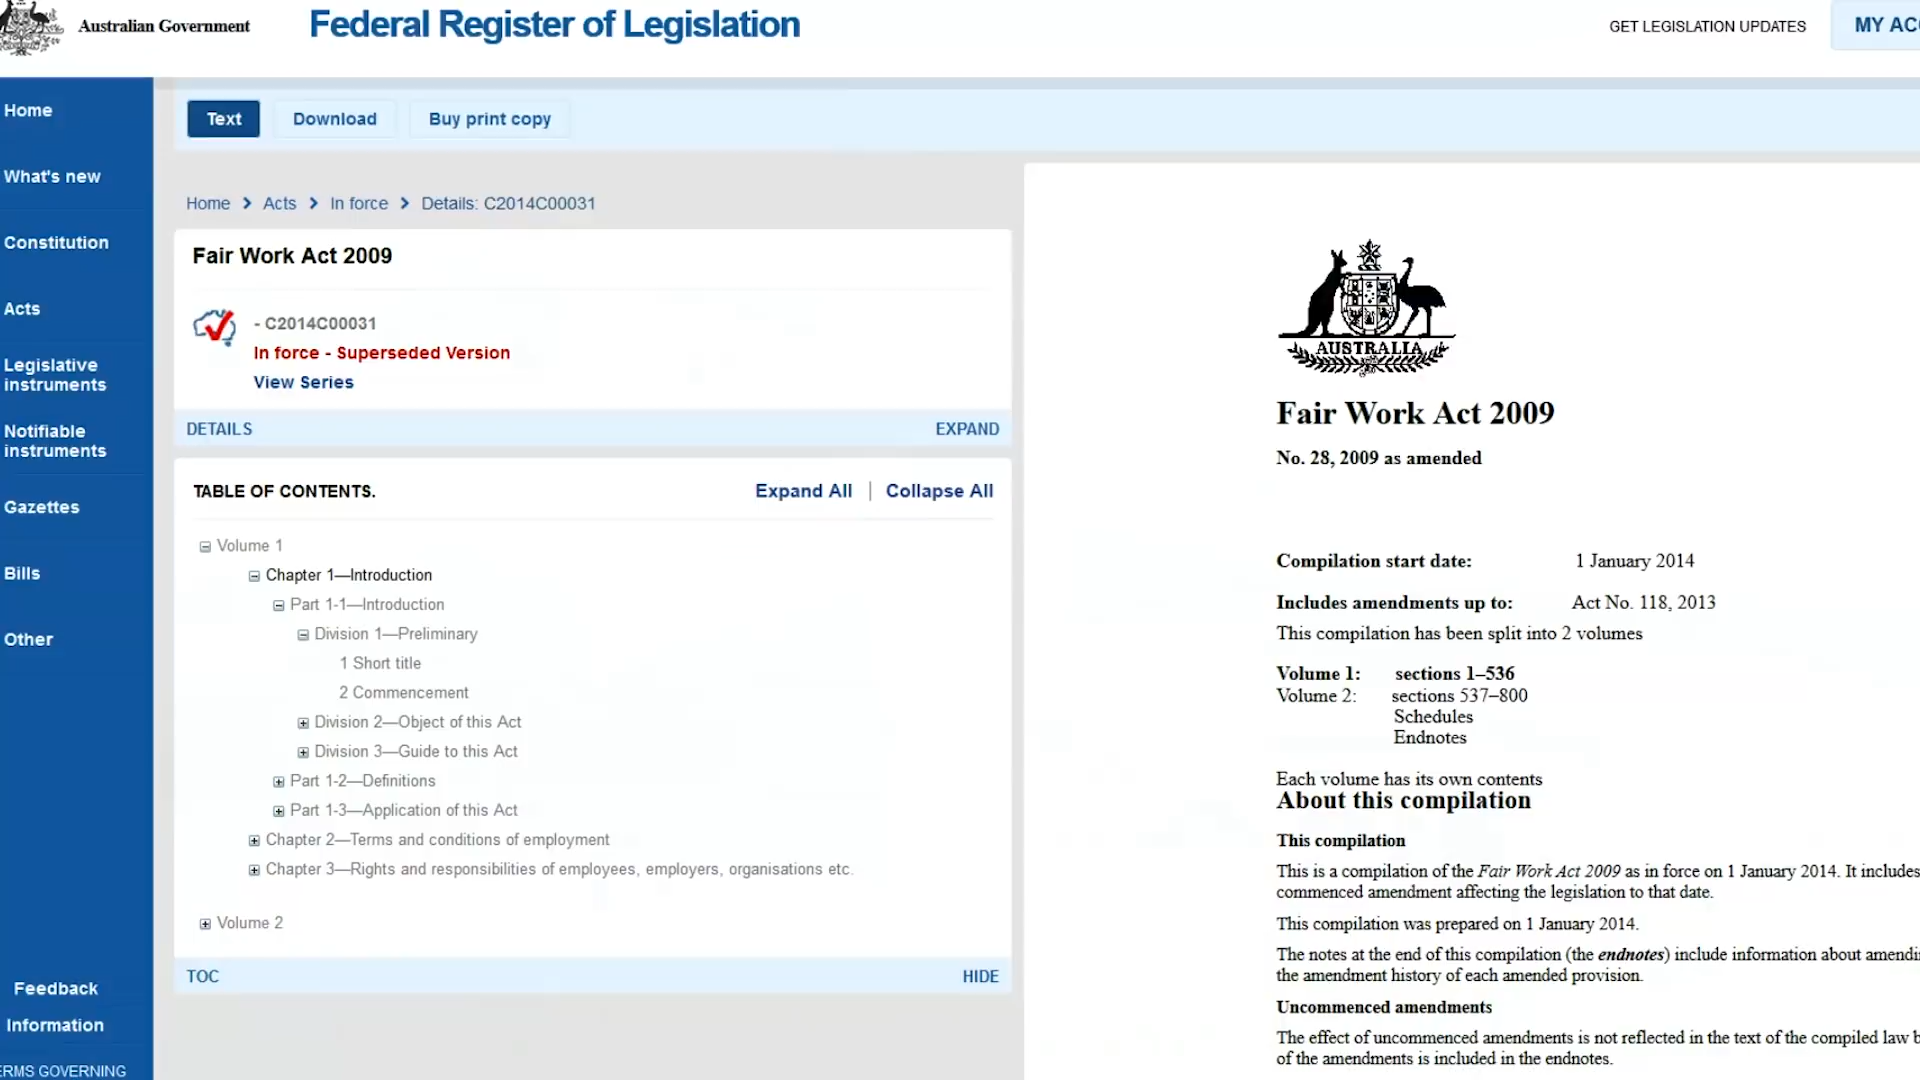 Australian Government
Federal Register of Legislation
GET LEGISLATION UPDATES
MY
Home
What's new
Constitution
Acts
Legislative
instruments
Notifiable
instruments
Gazettes
Bills
Other
Feedback
Information
GOVERNING
Text
Download
Buy print copy
Home > Acts > In force > Details: C2014C00031
Fair Work Act 2009
- C2014C00031
In force - Superseded Version
View Series
DETAILS
EXPAND
TABLE OF CONTENTS.
Expand All | Collapse All
Volume 1
Chapter 1—Introduction
Part 1-1—Introduction
Division 1—Preliminary
1 Short title
2 Commencement
Division 2—Object of this Act
Division 3—Guide to this Act
Part 1-2—Definitions
Part 1-3—Application of this Act
Chapter 2—Terms and conditions of employment
Chapter 3—Rights and responsibilities of employees, employers, organisations etc.
Volume 2
TOC
HIDE
AUSTRALIA
Fair Work Act 2009
No. 28, 2009 as amended
Compilation start date: 1 January 2014
Includes amendments up to: Act No. 118, 2013
This compilation has been split into 2 volumes
Volume 1: sections 1–536
Volume 2: sections 537–800
Schedules
Endnotes
Each volume has its own contents
About this compilation
This compilation
This is a compilation of the Fair Work Act 2009 as in force on 1 January 2014. It includes
commenced amendment affecting the legislation to that date.
This compilation was prepared on 1 January 2014.
The notes at the end of this compilation (the endnotes) include information about
the amendment history of each amended provision.
Uncommenced amendments
The effect of uncommenced amendments is not reflected in the text of the compiled law
of the amendments is included in the endnotes.